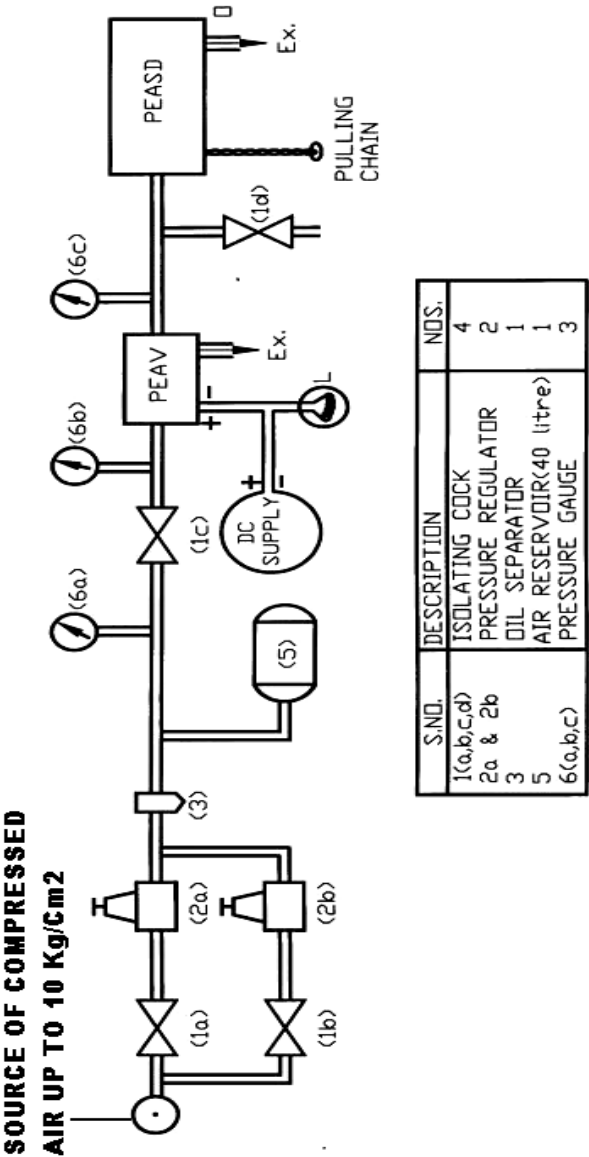 SOURCE OF COMPRESSED
AIR UP TO 10 Kg/Cm2
(1a)
(1b)
(2a)
(2b)
(3)
(5)
(6a)
(1c)
(6b)
DC
SUPPLY
+
-
+
-
PEAV
L
Ex.
(6c)
(1d)
PEASD
PULLING
CHAIN
Ex.
S.NO. DESCRIPTION NOS.
1(a,b,c,d) ISOLATING COCK 4
2a & 2b PRESSURE REGULATOR 2
3 OIL SEPARATOR 1
5 AIR RESERVOIR(40 litre) 1
6(a,b,c) PRESSURE GAUGE 3